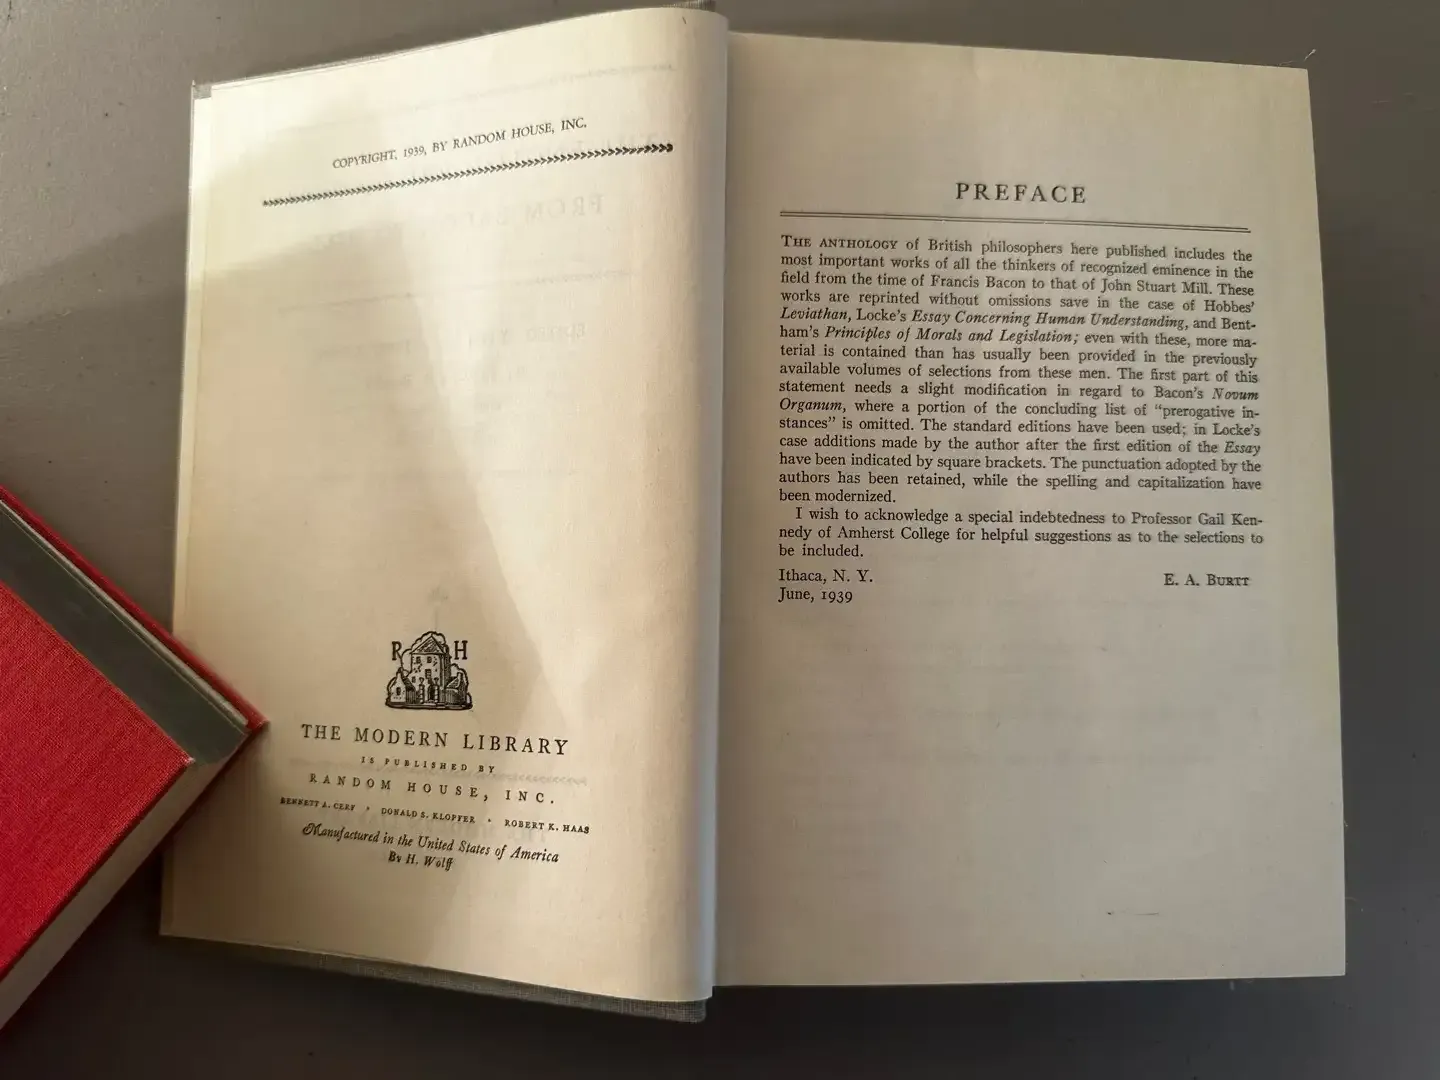 COPYRIGHT, 1939, BY RANDOM HOUSE, INC.
R H
THE MODERN LIBRARY
IS PUBLISHED BY
RANDOM HOUSE, INC.
BENNETT A. CERF · DONALD S. KLOPFER · ROBERT K. HAAS
Manufactured in the United States of America
By H. Wolff
PREFACE
THE ANTHOLOGY of British philosophers here published includes the
most important works of all the thinkers of recognized eminence in the
field from the time of Francis Bacon to that of John Stuart Mill. These
works are reprinted without omissions save in the case of Hobbes'
Leviathan, Locke's Essay Concerning Human Understanding, and Bent-
ham's Principles of Morals and Legislation; even with these, more ma-
terial is contained than has usually been provided in the previously
available volumes of selections from these men. The first part of this
statement needs a slight modification in regard to Bacon's Novum
Organum, where a portion of the concluding list of "prerogative in-
stances" is omitted. The standard editions have been used; in Locke's
case additions made by the author after the first edition of the Essay
have been indicated by square brackets. The punctuation adopted by the
authors has been retained, while the spelling and capitalization have
been modernized.
I wish to acknowledge a special indebtedness to Professor Gail Ken-
nedy of Amherst College for helpful suggestions as to the selections to
be included.
Ithaca, N. Y. E. A. BURTT
June, 1939